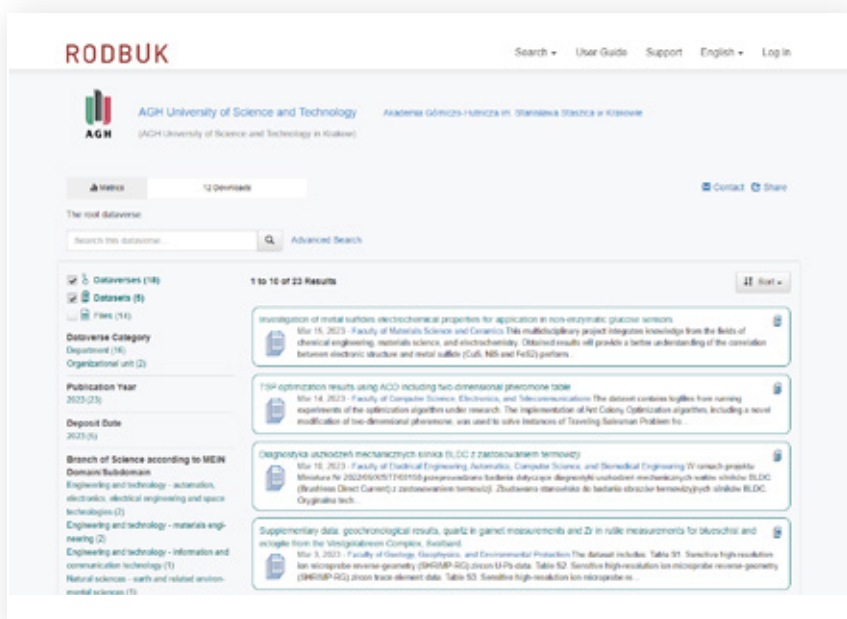 RODBUK
Search
User Guide
Support
English
Log In
AGH
AGH University of Science and Technology
Akademia Górniczo-Hutnicza im. Stanisława Staszica w Krakowie
(AGH University of Science and Technology in Krakow)
Metrics
12 Downloads
Contact
Share
The root dataverse.
Search this dataverse...
Advanced Search
Dataverses (18)
Datasets (5)
Files (14)
Dataverse Category
Department (16)
Organizational unit (2)
Publication Year
2023 (23)
Deposit Date
2023 (5)
Branch of Science according to MEiN
Domain/Subdomain
Engineering and technology - automation,
electronics, electrical engineering and space
technologies (2)
Engineering and technology - materials engi-
neering (2)
Engineering and technology - information and
communication technology (1)
Natural sciences - earth and related environ-
mental sciences (1)
1 to 10 of 23 Results
Sort
Investigation of metal sulfides electrochemical properties for application in non-enzymatic glucose sensors
Mar 15, 2023 - Faculty of Materials Science and Ceramics This multidisciplinary project integrates knowledge from the fields of
chemical engineering, materials science, and electrochemistry. Obtained results will provide a better understanding of the correlation
between electronic structure and metal sulfide (CuS, NiS and FeS2) perform...
TSP optimization results using ACO including two-dimensional pheromone table
Mar 14, 2023 - Faculty of Computer Science, Electronics, and Telecommunications The dataset contains logfiles from running
experiments of the optimization algorithm under research. The implementation of Ant Colony Optimization algorithm, including a novel
modification of two-dimensional pheromone, was used to solve instances of Traveling Salesman Problem fro...
Diagnostyka uszkodzeń mechanicznych silnika BLDC z zastosowaniem termowizji
Mar 10, 2023 - Faculty of Electrical Engineering, Automatics, Computer Science, and Biomedical Engineering W ramach projektu
Miniatura Nr przeprowadzono badania dotyczące diagnostyki uszkodzeń mechanicznych silników BLDC
(Brushless Direct Current) z zastosowaniem termowizji. Zbudowano stanowisko do badania obrazów termowizyjnych silników BLDC.
Oryginalna tech...
Supplementary data: geochronological results, quartz in garnet measurements and Zr in rutile measurements for blueschist and
eclogite from the Vestgötabreen Complex, Svalbard.
Mar 3, 2023 - Faculty of Geology, Geophysics, and Environmental Protection The dataset includes: Table S1. Sensitive high-resolution
ion microprobe reverse-geometry (SHRIMP-RG) zircon U-Pb data. Table S2. Sensitive high-resolution ion microprobe reverse-geometry
(SHRIMP-RG) zircon trace element data. Table S3. Sensitive high-resolution ion microprobe re...